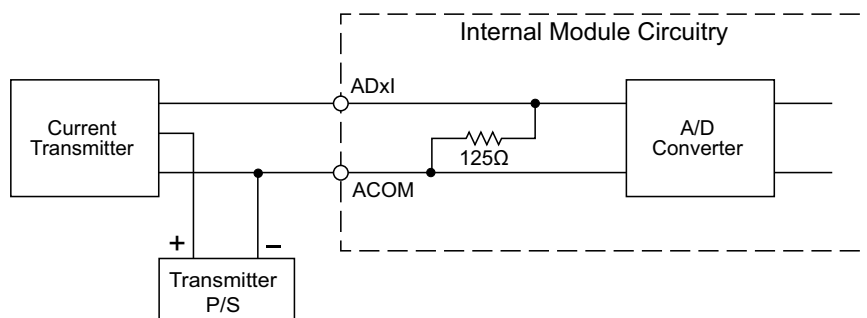 Internal Module Circuitry
ADxI
Current
Transmitter
125Ω
A/D
Converter
ACOM
+
–
Transmitter
P/S